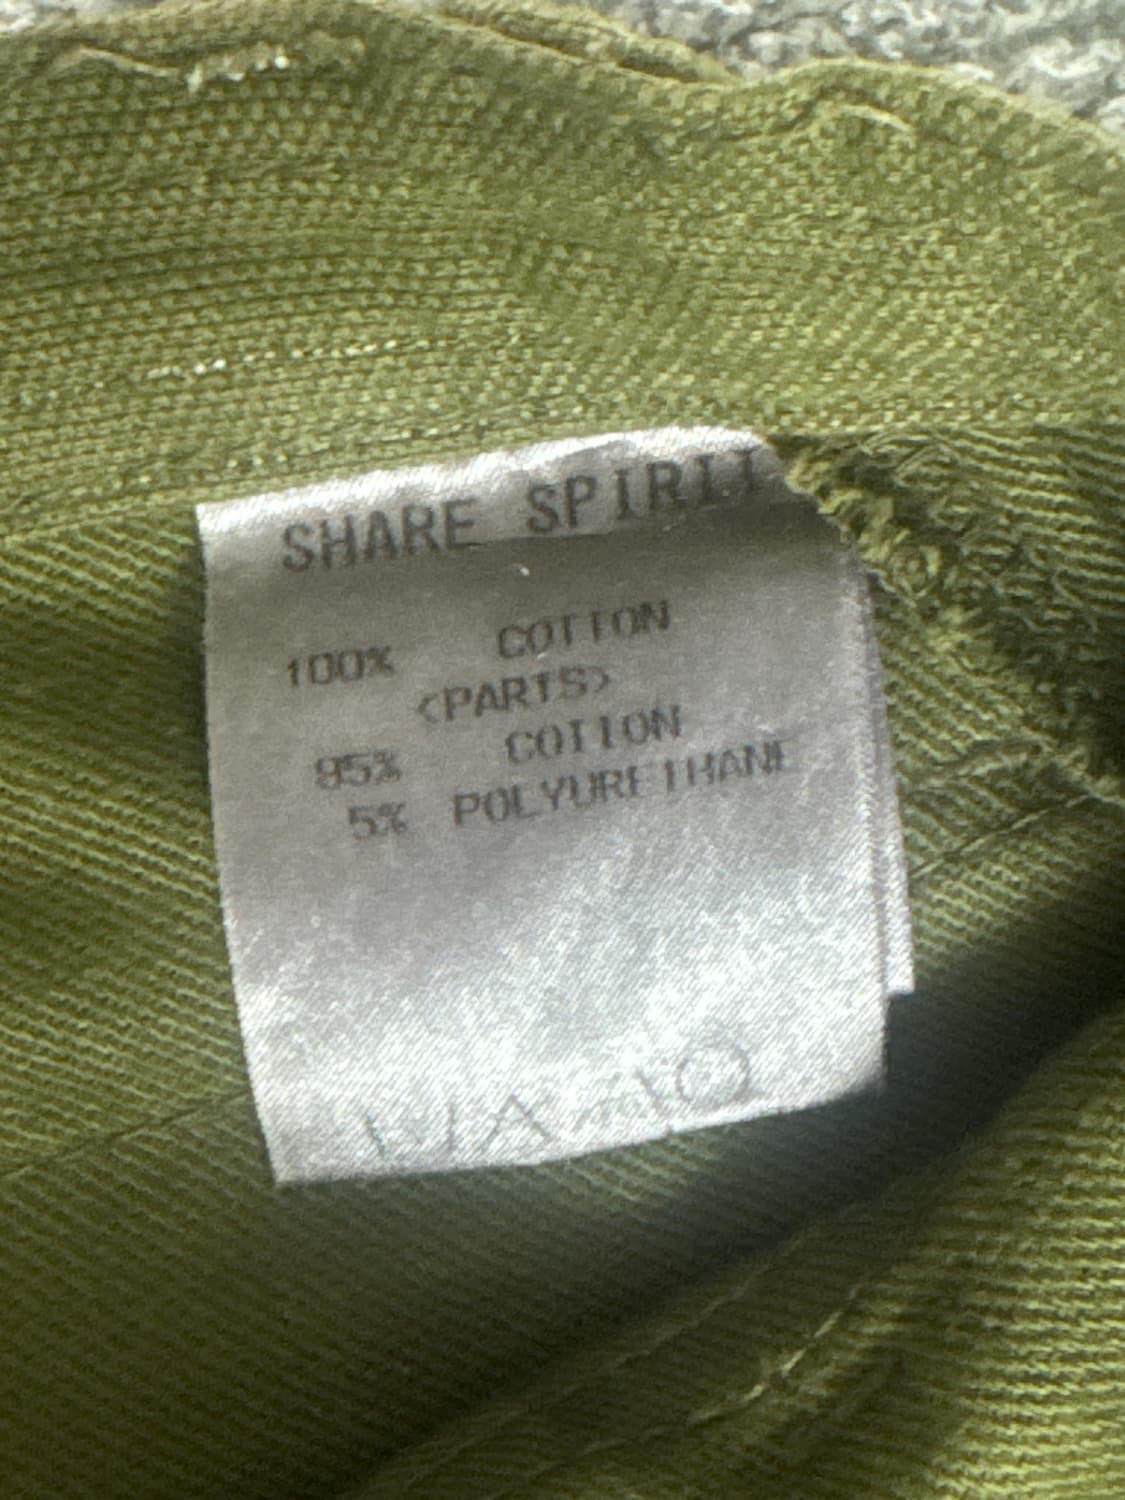 SHARE SPIRIT
100% COTTON
<PARTS>
95% COTTON
5% POLYURETHANE